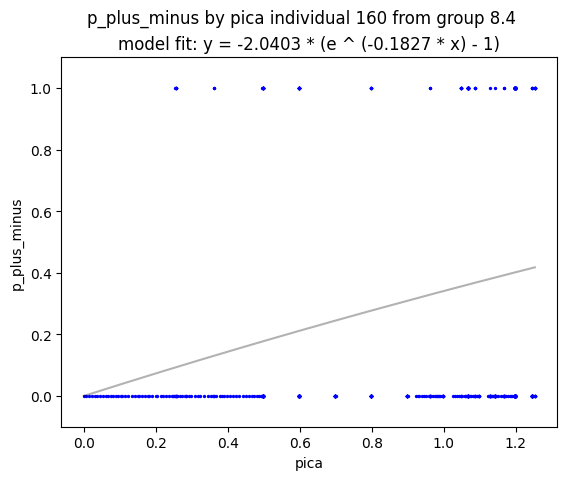 p_plus_minus by pica individual 160 from group 8.4
model fit: y = -2.0403 * (e ^ (-0.1827 * x) - 1)
1.0
0.8
0.6
0.4
0.2
0.0
p_plus_minus
0.0 0.2 0.4 0.6 0.8 1.0 1.2
pica